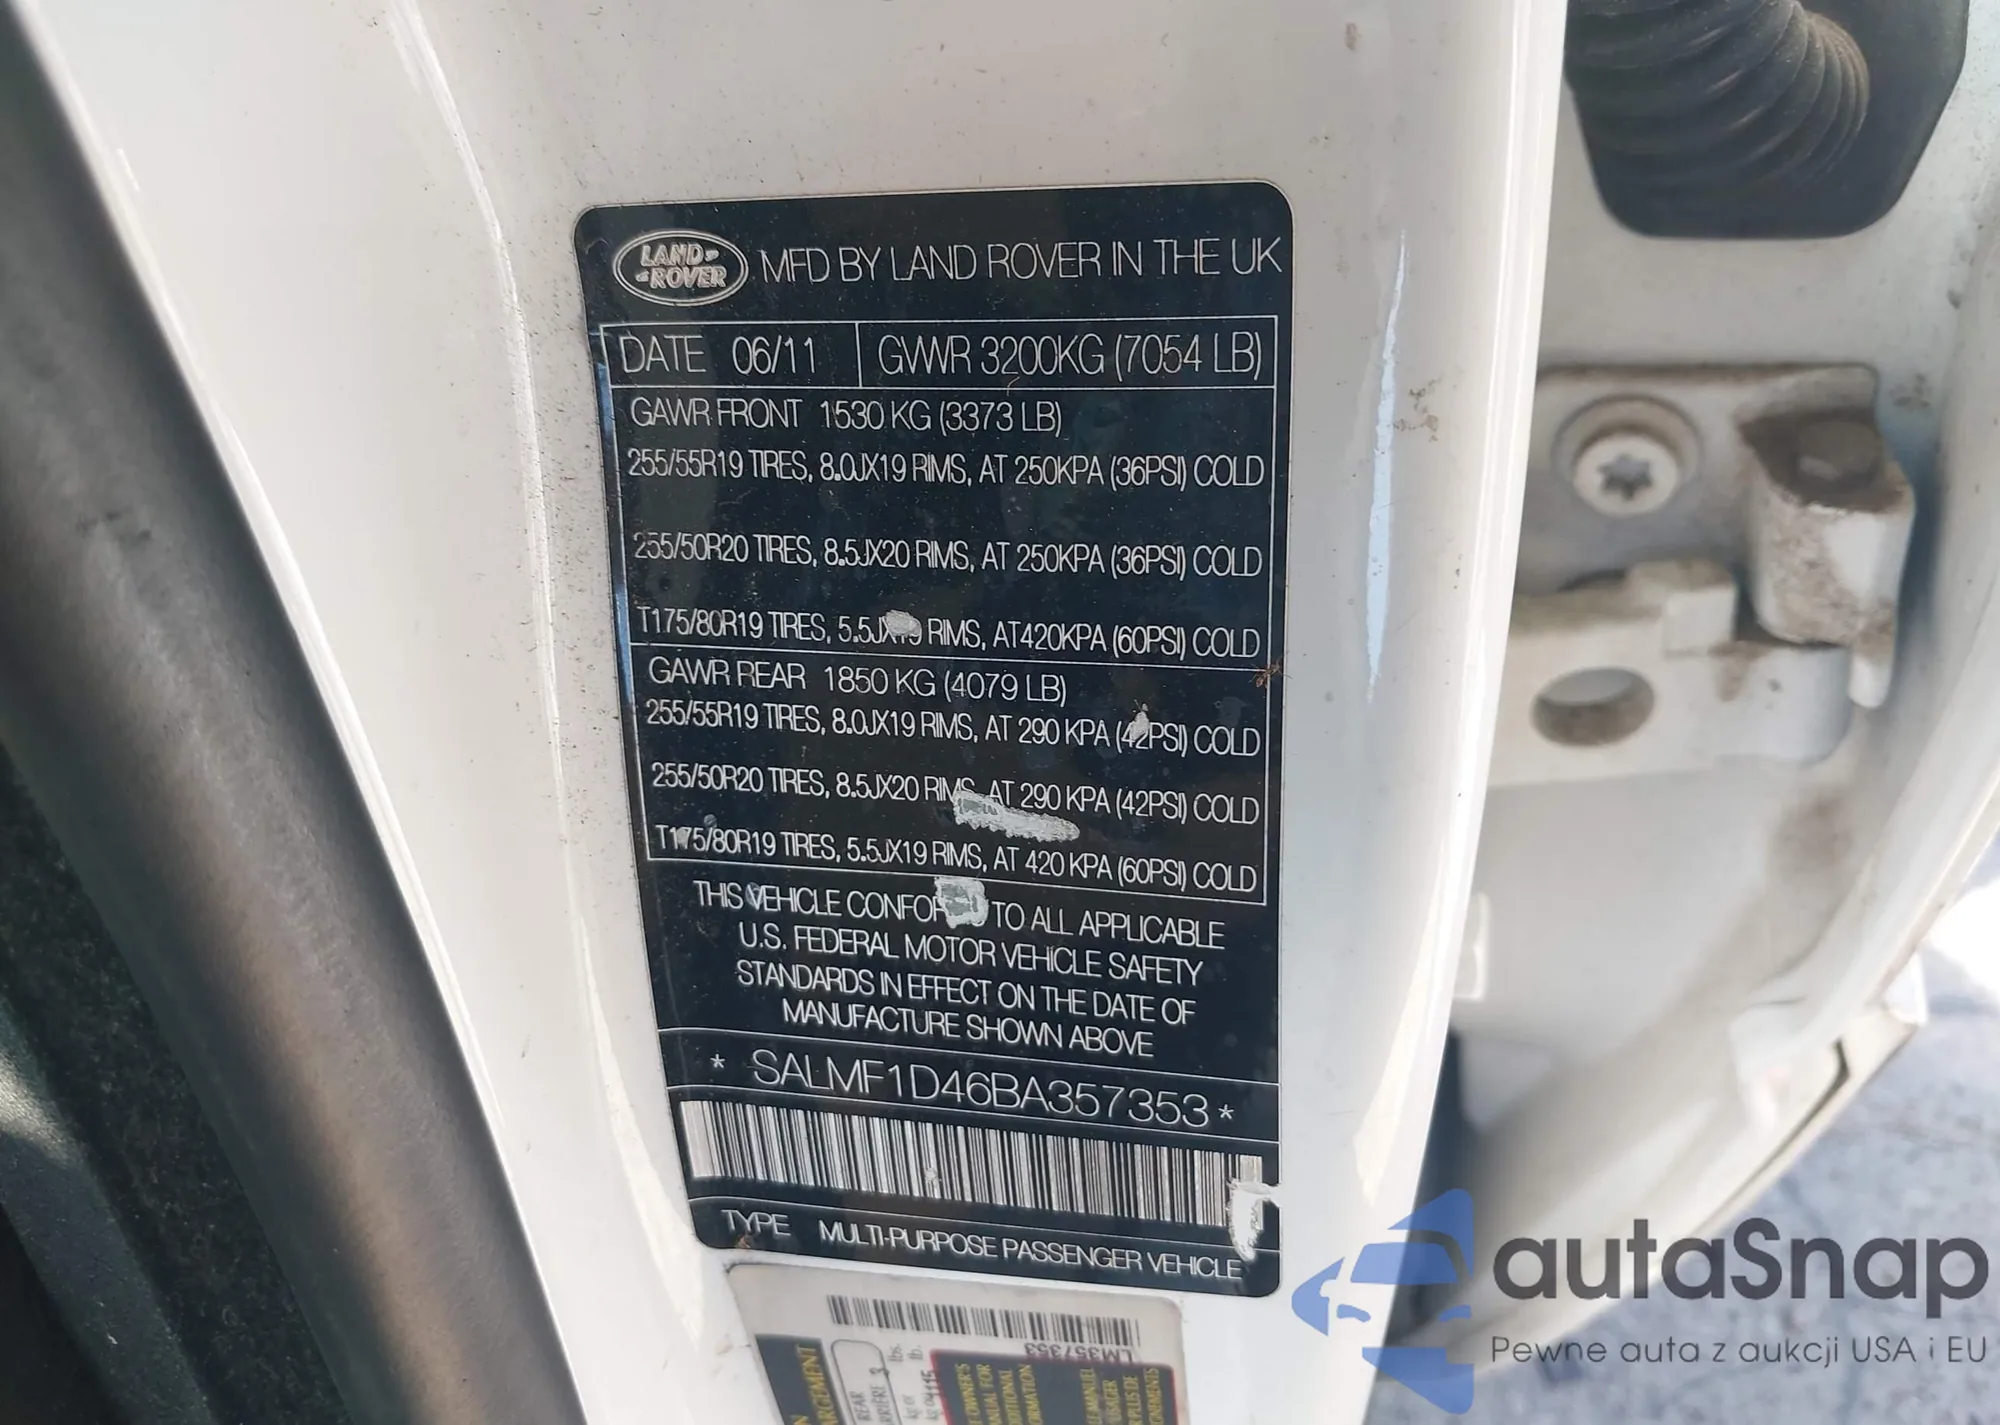 LAND ROVER MFD BY LAND ROVER IN THE UK
DATE 06/11 GWWR 3200KG (7054 LB)
GAWR FRONT 1530 KG (3373 LB)
255/55R19 TIRES, 8.0JX19 RIMS, AT 250KPA (36PSI) COLD
255/50R20 TIRES, 8.5JX20 RIMS, AT 250KPA (36PSI) COLD
T175/80R19 TIRES, 5.5JX19 RIMS, AT420KPA (60PSI) COLD
GAWR REAR 1850 KG (4079 LB)
255/55R19 TIRES, 8.0JX19 RIMS, AT 290 KPA (42PSI) COLD
255/50R20 TIRES, 8.5JX20 RIMS, AT 290 KPA (42PSI) COLD
T175/80R19 TIRES, 5.5JX19 RIMS, AT 420 KPA (60PSI) COLD
THIS VEHICLE CONFOR TO ALL APPLICABLE
U.S. FEDERAL MOTOR VEHICLE SAFETY
STANDARDS IN EFFECT ON THE DATE OF
MANUFACTURE SHOWN ABOVE
* SALMF1D46BA357353 *
TYPE MULTI-PURPOSE PASSENGER VEHICLE
LM357353
REAR
autaSnap
Pewne auta z aukcji USA i EU